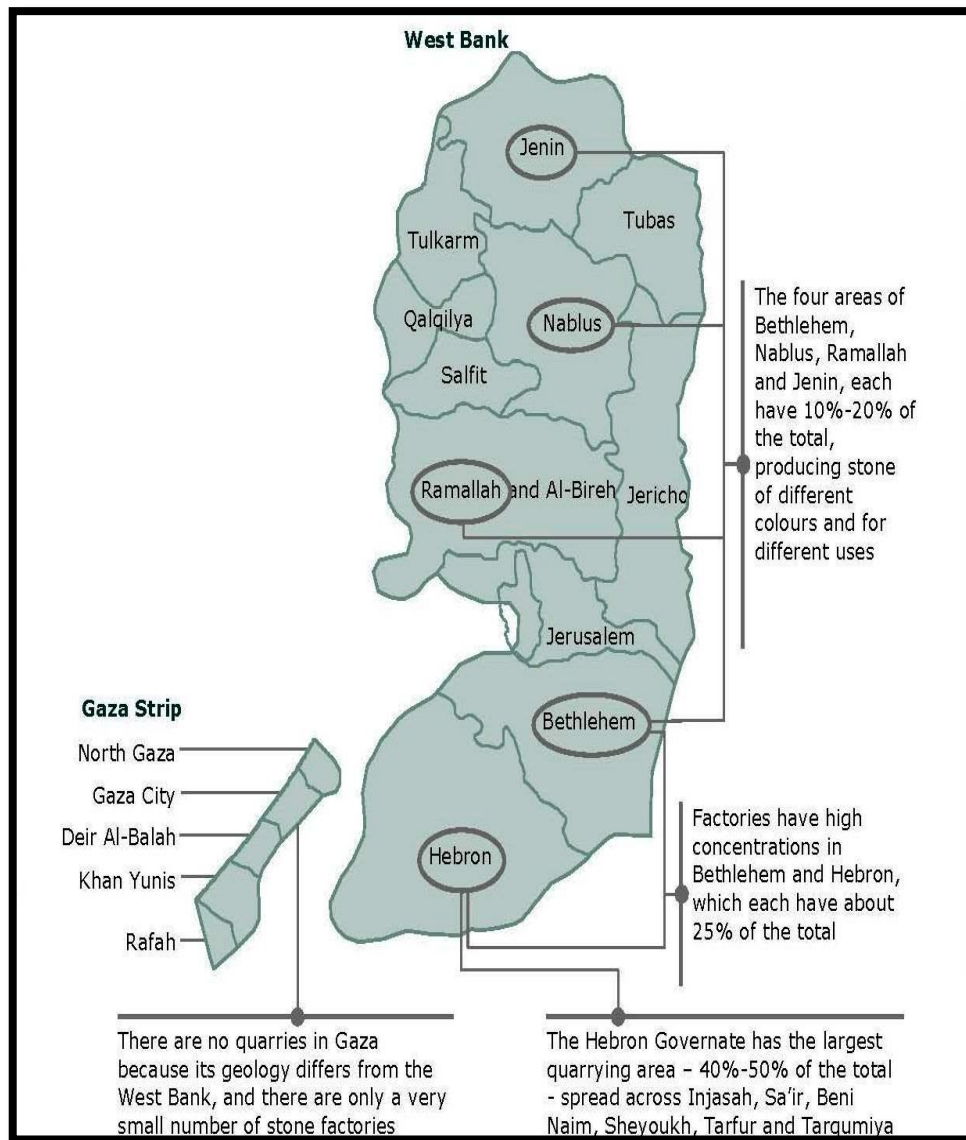 West Bank
Jenin
Tubas
Tulkarm
Qalqilya
Nablus
Salfit
Ramallah and Al-Bireh
Jericho
Jerusalem
Bethlehem
Hebron
The four areas of
Bethlehem,
Nablus, Ramallah
and Jenin, each
have 10%-20% of
the total,
producing stone
of different
colours and for
different uses
Gaza Strip
North Gaza
Gaza City
Deir Al-Balah
Khan Yunis
Rafah
Factories have high
concentrations in
Bethlehem and Hebron,
which each have about
25% of the total
There are no quarries in Gaza
because its geology differs from the
West Bank, and there are only a very
small number of stone factories
The Hebron Governate has the largest
quarrying area – 40%-50% of the total
- spread across Injasah, Sa'ir, Beni
Naim, Sheyoukh, Tarfur and Tarqumiya